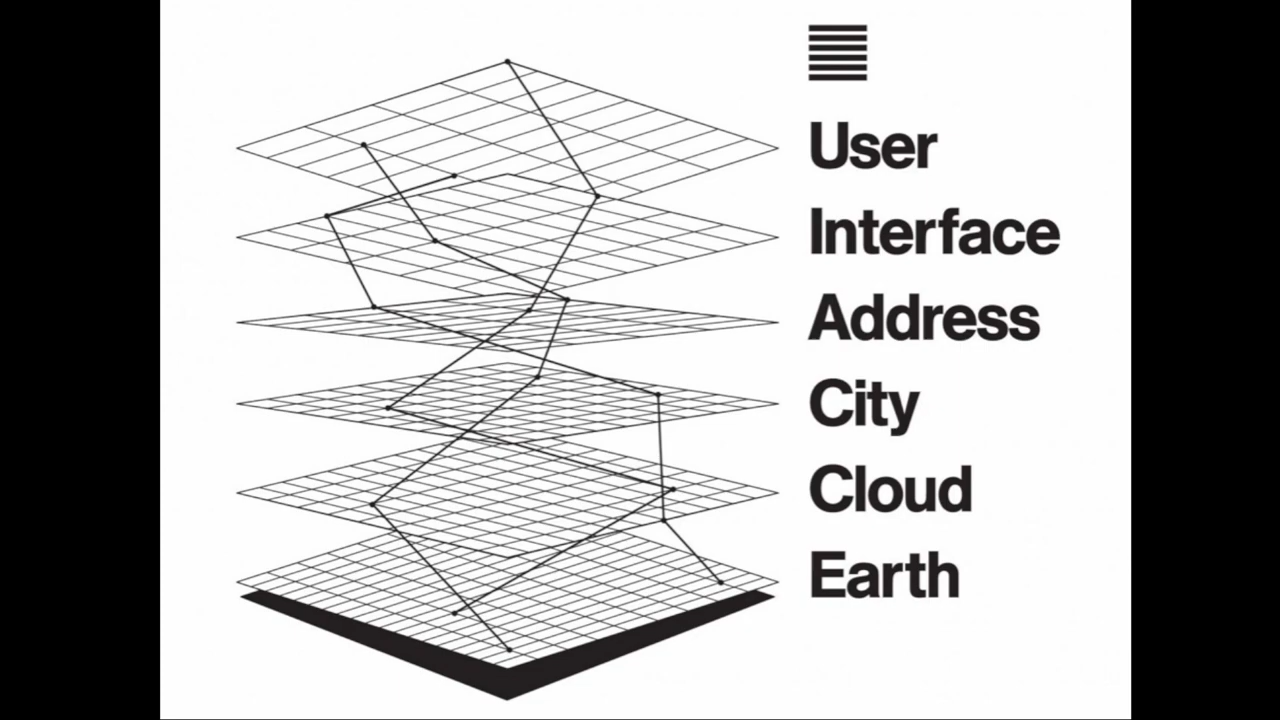 User
Interface
Address
City
Cloud
Earth